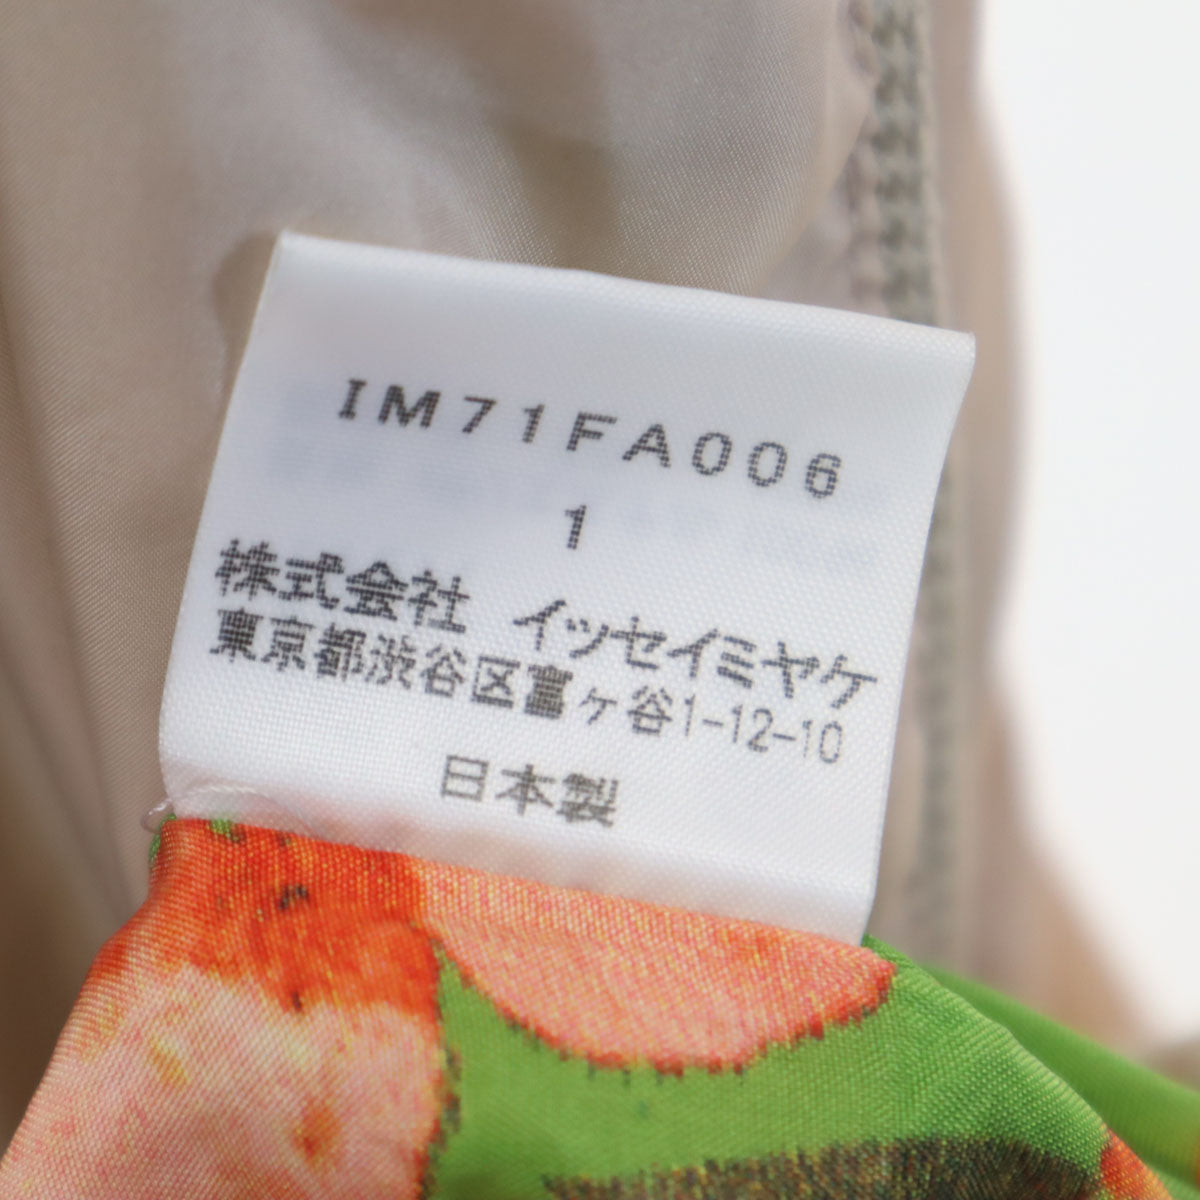 IM71FA006
1
株式会社 イッセイミヤケ
東京都渋谷区富ヶ谷1-12-10
日本製